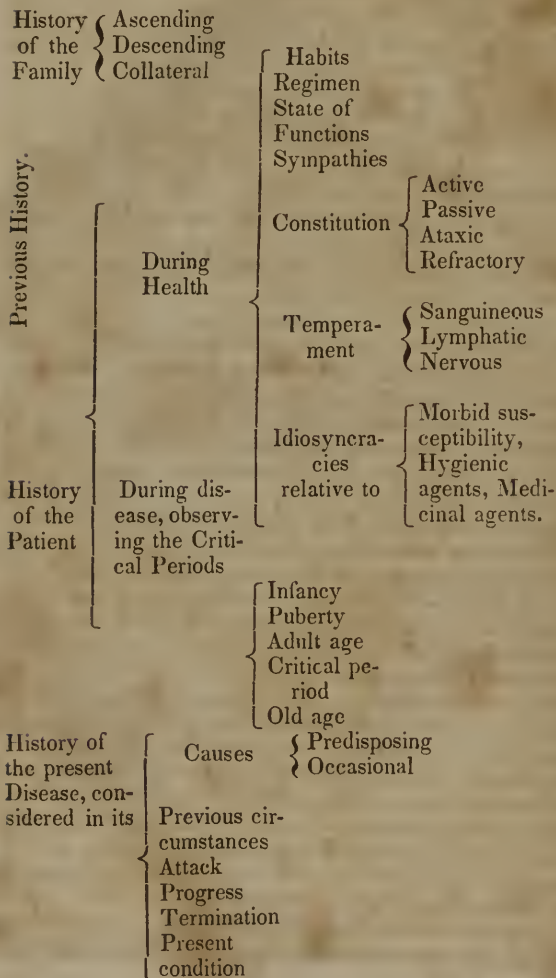 History
of the
Family
Ascending
Descending
Collateral
Previous History.
History
of the
Patient
During
Health
Habits
Regimen
State of
Functions
Sympathies
Constitution
Active
Passive
Ataxic
Refractory
Tempera-
ment
Sanguineous
Lymphatic
Nervous
Idiosyncra-
cies
relative to
Morbid sus-
ceptibility,
Hygienic
agents, Medi-
cinal agents.
During dis-
ease, observ-
ing the Criti-
cal Periods
Infancy
Puberty
Adult age
Critical pe-
riod
Old age
History of
the present
Disease, con-
sidered in its
Causes
Predisposing
Occasional
Previous cir-
cumstances
Attack
Progress
Termination
Present
condition